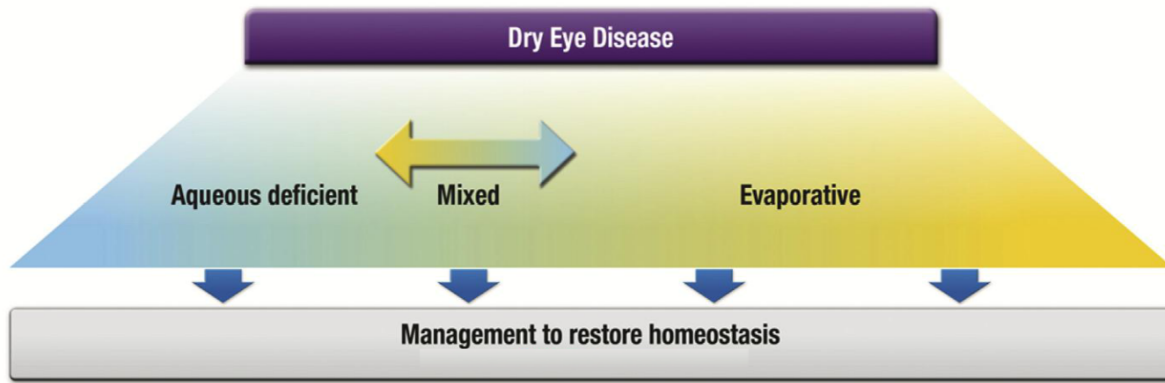 Dry Eye Disease
Aqueous deficient Mixed Evaporative
Management to restore homeostasis